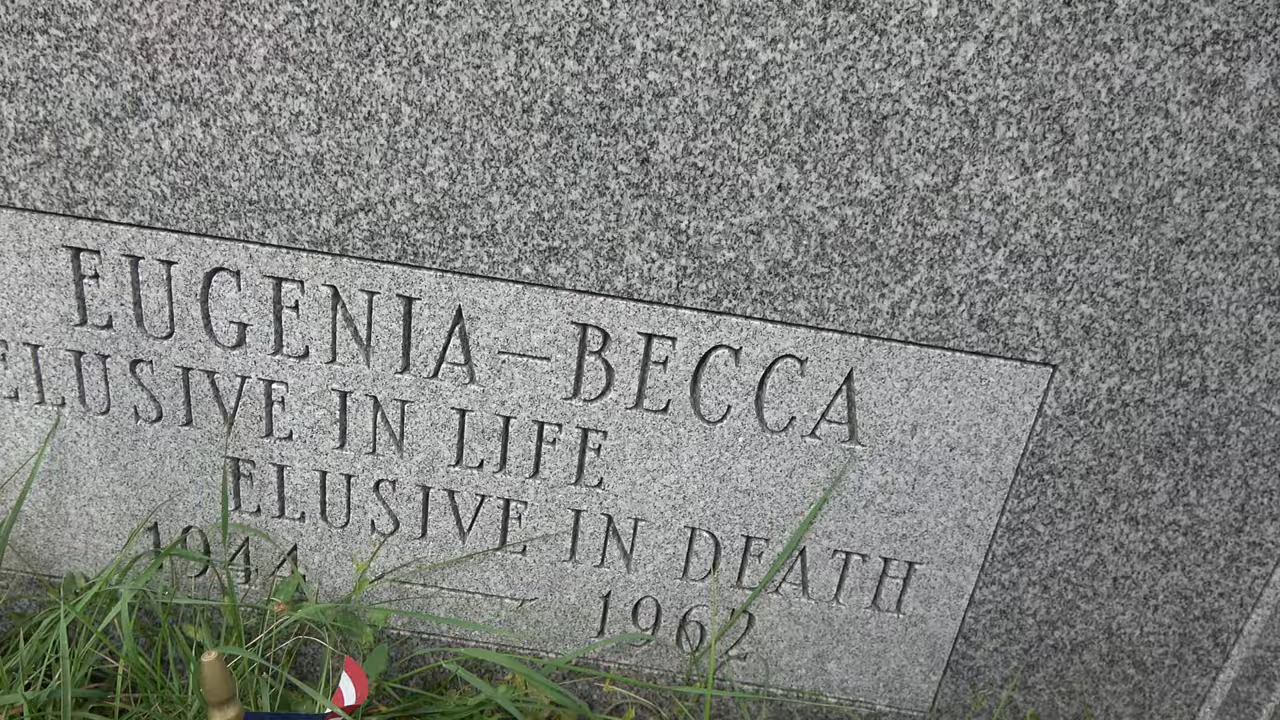 EUGENIA-BECCA
ELUSIVE IN LIFE
ELUSIVE IN DEATH
1944 — 1962